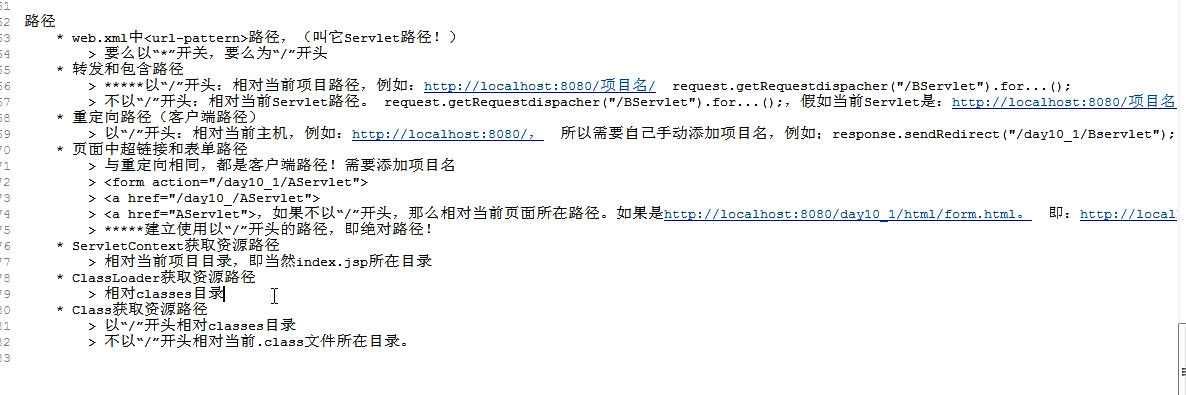 51
52 路径
53 * web.xml中<url-pattern>路径，（叫它Servlet路径！）
54 > 要么以“*”开关，要么为“/”开头
55 * 转发和包含路径
56 > *****以“/”开头：相对当前项目路径，例如：http://localhost:8080/项目名/ request.getRequestdispacher("/BServlet").for...();
57 > 不以“/”开头：相对当前Servlet路径。 request.getRequestdispacher("/BServlet").for...();，假如当前Servlet是：http://localhost:8080/项目名
58 * 重定向路径（客户端路径）
59 > 以“/”开头：相对当前主机，例如：http://localhost:8080/， 所以需要自己手动添加项目名，例如；response.sendRedirect("/day10_1/Bservlet");
70 * 页面中超链接和表单路径
71 > 与重定向相同，都是客户端路径！需要添加项目名
72 > <form action="/day10_1/AServlet">
73 > <a href="/day10_/AServlet">
74 > <a href="AServlet">，如果不以“/”开头，那么相对当前页面所在路径。如果是http://localhost:8080/day10_1/html/form.html。 即：http://local
75 > *****建立使用以“/”开头的路径，即绝对路径！
76 * ServletContext获取资源路径
77 > 相对当前项目目录，即当然index.jsp所在目录
78 * ClassLoader获取资源路径
79 > 相对classes目录
80 * Class获取资源路径
81 > 以“/”开头相对classes目录
82 > 不以“/”开头相对当前.class文件所在目录。
83